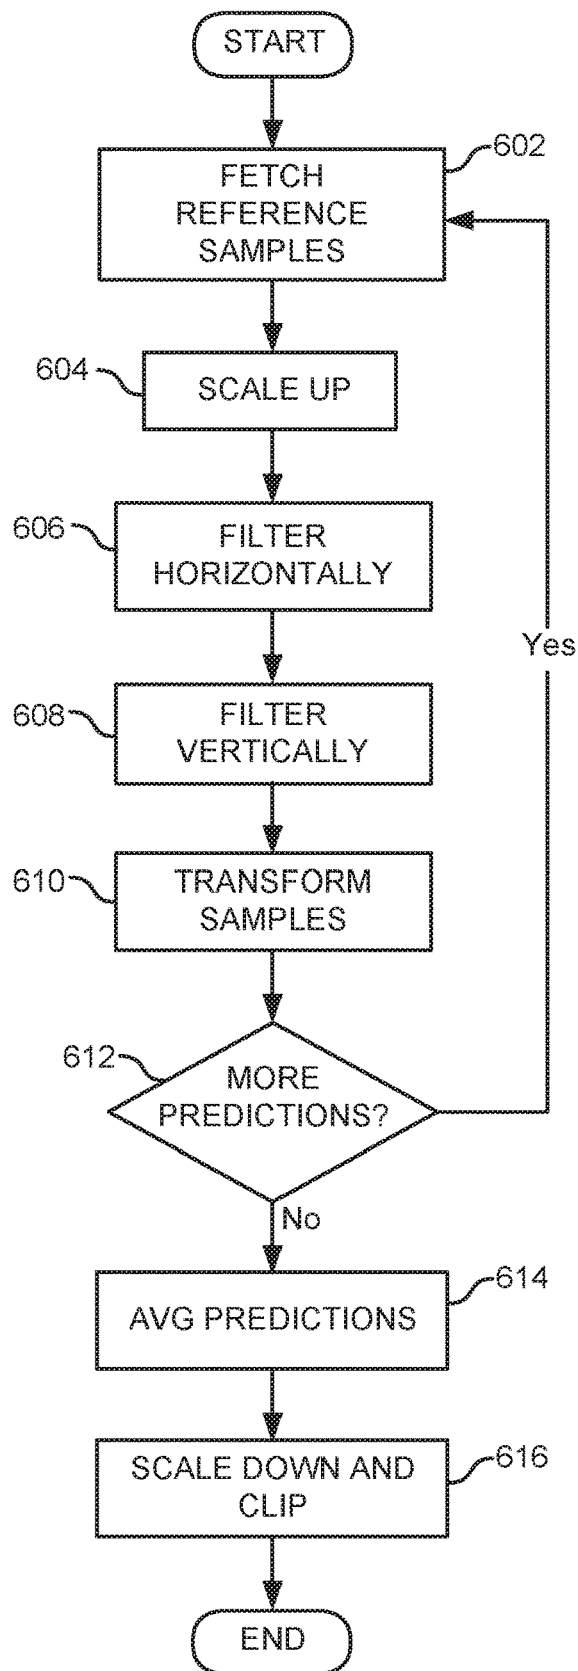 START
602
FETCH
REFERENCE
SAMPLES
604
SCALE UP
606
FILTER
HORIZONTALLY
Yes
608
FILTER
VERTICALLY
610
TRANSFORM
SAMPLES
612
MORE
PREDICTIONS?
No
614
AVG PREDICTIONS
616
SCALE DOWN AND
CLIP
END